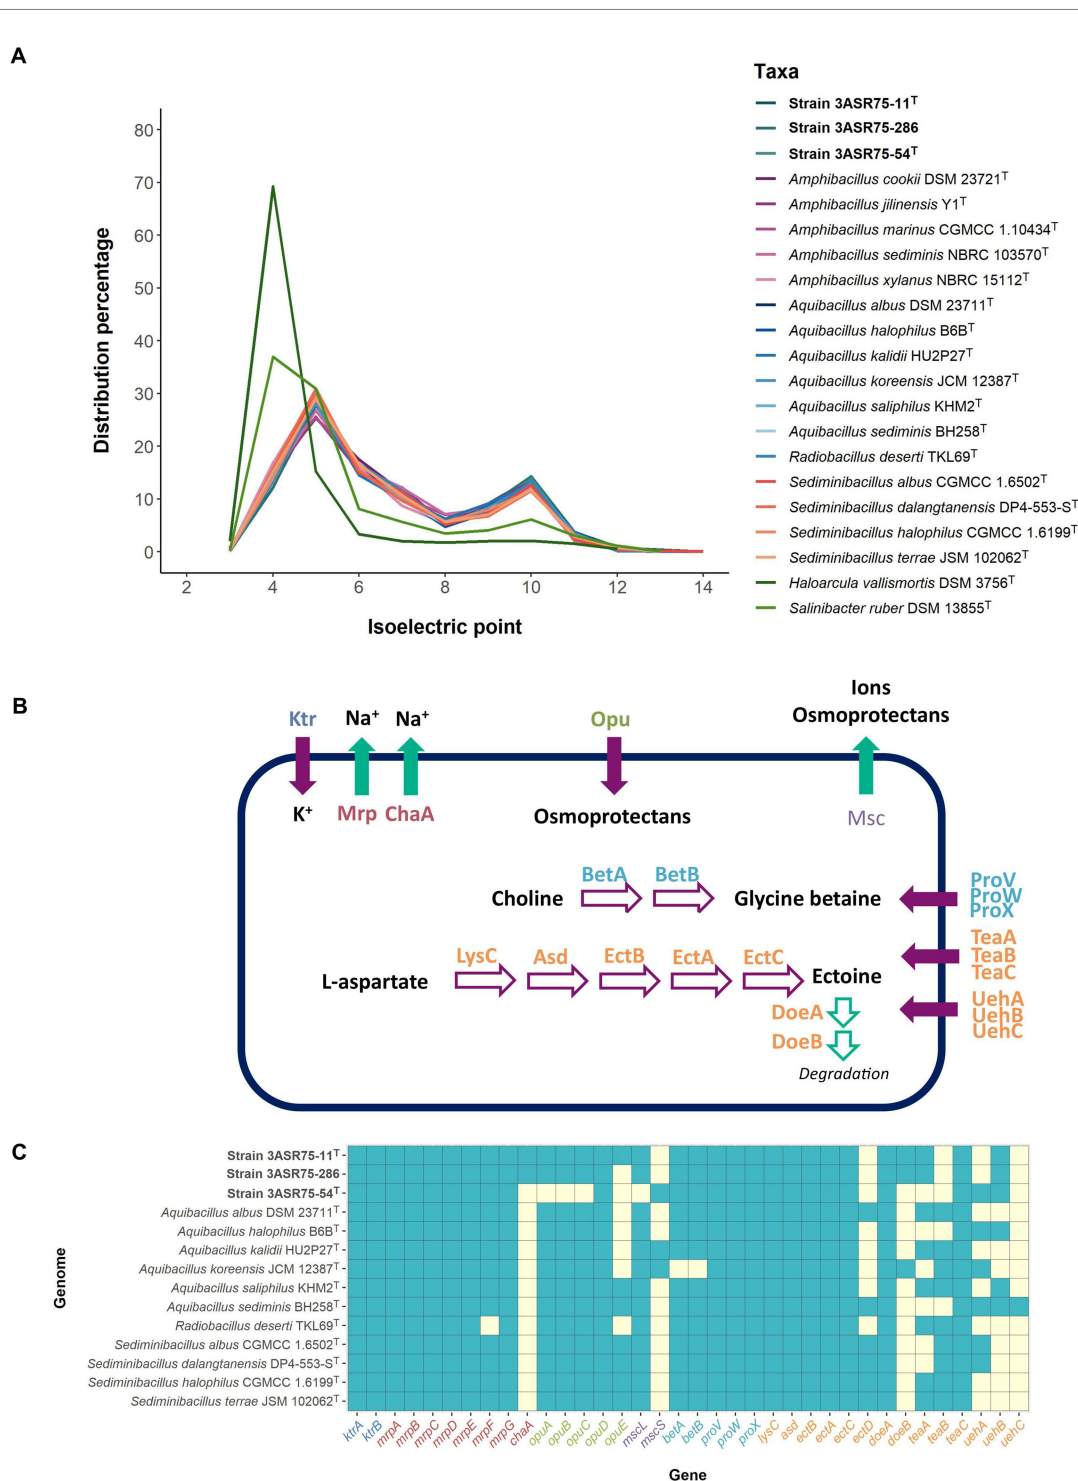 A
Taxa
Strain 3ASR75-11ᵀ
Strain 3ASR75-286
Strain 3ASR75-54ᵀ
Amphibacillus cookii DSM 23721ᵀ
Amphibacillus jilinensis Y1ᵀ
Amphibacillus marinus CGMCC 1.10434ᵀ
Amphibacillus sediminis NBRC 103570ᵀ
Amphibacillus xylanus NBRC 15112ᵀ
Aquibacillus albus DSM 23711ᵀ
Aquibacillus halophilus B6Bᵀ
Aquibacillus kalidii HU2P27ᵀ
Aquibacillus koreensis JCM 12387ᵀ
Aquibacillus saliphilus KHM2ᵀ
Aquibacillus sediminis BH258ᵀ
Radiobacillus deserti TKL69ᵀ
Sediminibacillus albus CGMCC 1.6502ᵀ
Sediminibacillus dalangtanensis DP4-553-Sᵀ
Sediminibacillus halophilus CGMCC 1.6199ᵀ
Sediminibacillus terrae JSM 102062ᵀ
Haloarcula vallismortis DSM 3756ᵀ
Salinibacter ruber DSM 13855ᵀ
Distribution percentage
80
70
60
50
40
30
20
10
0
2 4 6 8 10 12 14
Isoelectric point
B
Ktr Na⁺ Na⁺ Opu
Ions
Osmoprotectans
K⁺ Mrp ChaA Osmoprotectans Msc
BetA BetB
Choline Glycine betaine
ProV
ProW
ProX
LysC Asd EctB EctA EctC
L-aspartate Ectoine
TeaA
TeaB
TeaC
DoeA
DoeB
Degradation
UehA
UehB
UehC
C
Genome
Strain 3ASR75-11ᵀ
Strain 3ASR75-286
Strain 3ASR75-54ᵀ
Aquibacillus albus DSM 23711ᵀ
Aquibacillus halophilus B6Bᵀ
Aquibacillus kalidii HU2P27ᵀ
Aquibacillus koreensis JCM 12387ᵀ
Aquibacillus saliphilus KHM2ᵀ
Aquibacillus sediminis BH258ᵀ
Radiobacillus deserti TKL69ᵀ
Sediminibacillus albus CGMCC 1.6502ᵀ
Sediminibacillus dalangtanensis DP4-553-Sᵀ
Sediminibacillus halophilus CGMCC 1.6199ᵀ
Sediminibacillus terrae JSM 102062ᵀ
ktrA ktrB mrpA mrpB mrpC mrpD mrpE mrpF mrpG chaA opuA opuB opuC opuD opuE mscL mscS betA betB proV proW proX lysC asd ectB ectA ectC ectD doeA doeB teaA teaB teaC uehA uehB uehC
Gene